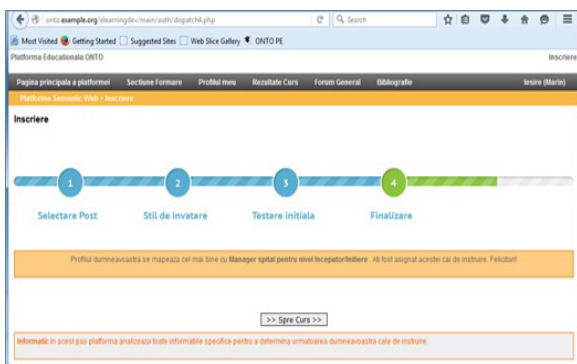 onto.example.org/elearningdev/main/auth/dispatch4.php
Search
Most Visited Getting Started Suggested Sites Web Slice Gallery ONTO PE
Platforma Educationala ONTO Inscriere
Pagina principala a platformei Sectiune Formare Profilul meu Rezultate Curs Forum General Bibliografie Iesire (Marin)
Platforma Semantic Web - Inscriere
Inscriere
1 2 3 4
Selectare Post Stil de invatare Testare initiala Finalizare
Profilul dumneavoastra se mapeaza cel mai bine cu Manager spital pentru nivel Incepator/Initiere . Ati fost asignat acestei cai de instruire. Felicitari!
>> Spre Curs >>
Informatii: In acest pas platforma analizeaza toate informatiile specifice pentru a determina urmatoarea dumneavoastra cale de instruire.